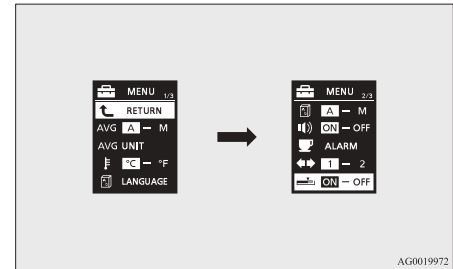 MENU 1/3
RETURN
AVG A – M
AVG UNIT
°C – °F
LANGUAGE
MENU 2/3
A – M
ON – OFF
ALARM
1 – 2
ON – OFF
AG0019972